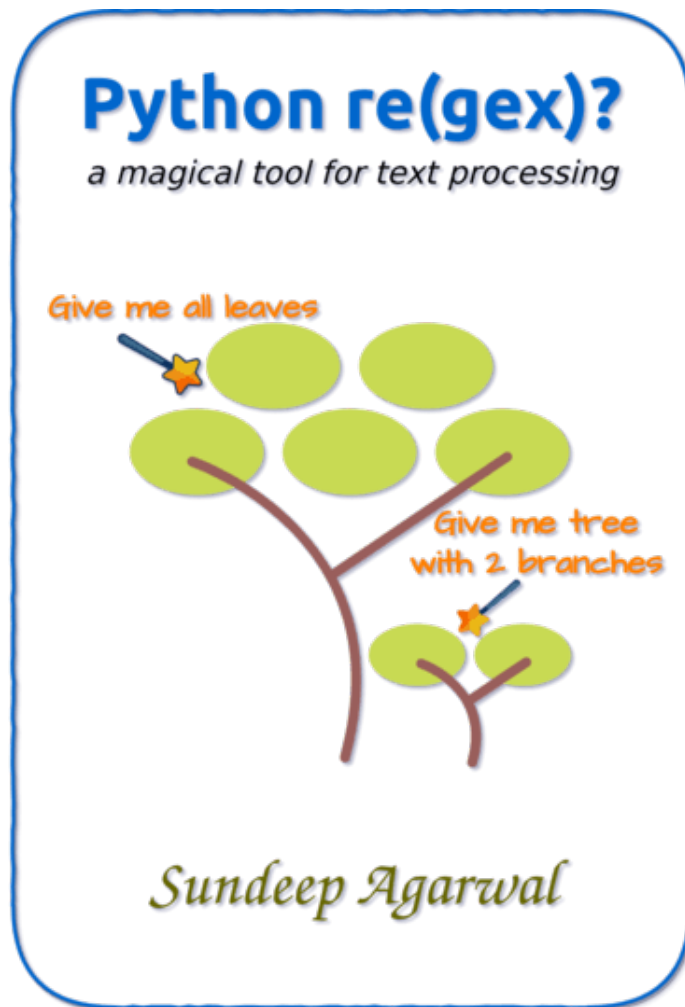 Python re(gex)?
a magical tool for text processing
Give me all leaves
Give me tree
with 2 branches
Sundeep Agarwal